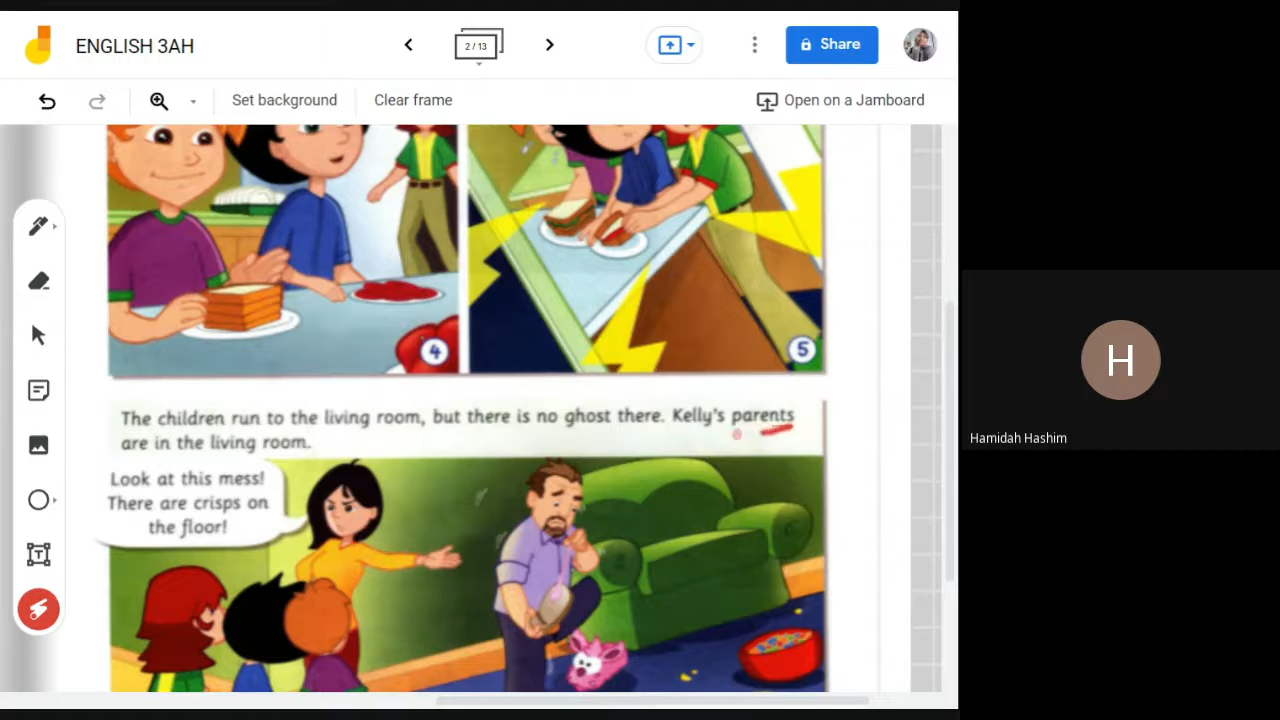 ENGLISH 3AH
2 / 13
Share
Set background
Clear frame
Open on a Jamboard
4
5
The children run to the living room, but there is no ghost there. Kelly's parents
are in the living room.
Look at this mess!
There are crisps on
the floor!
T
H
Hamidah Hashim